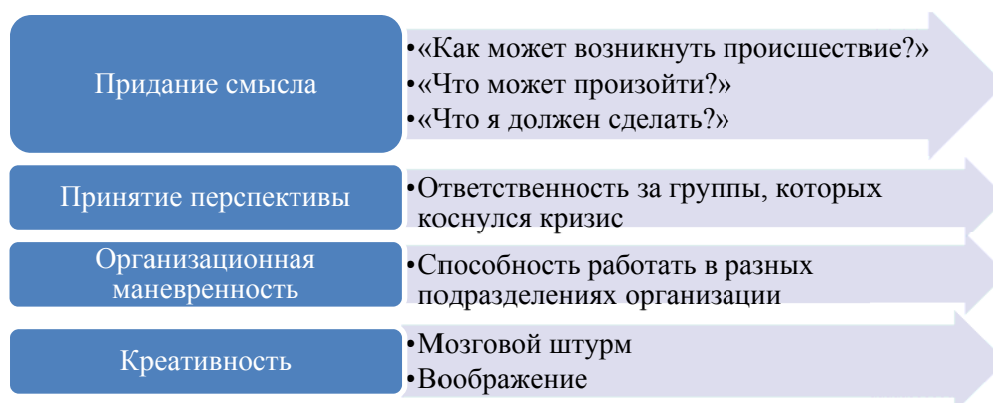 Придание смысла
•«Как может возникнуть происшествие?»
•«Что может произойти?»
•«Что я должен сделать?»
Принятие перспективы
•Ответственность за группы, которых
коснулся кризис
Организационная
маневренность
•Способность работать в разных
подразделениях организации
Креативность
•Мозговой штурм
•Воображение